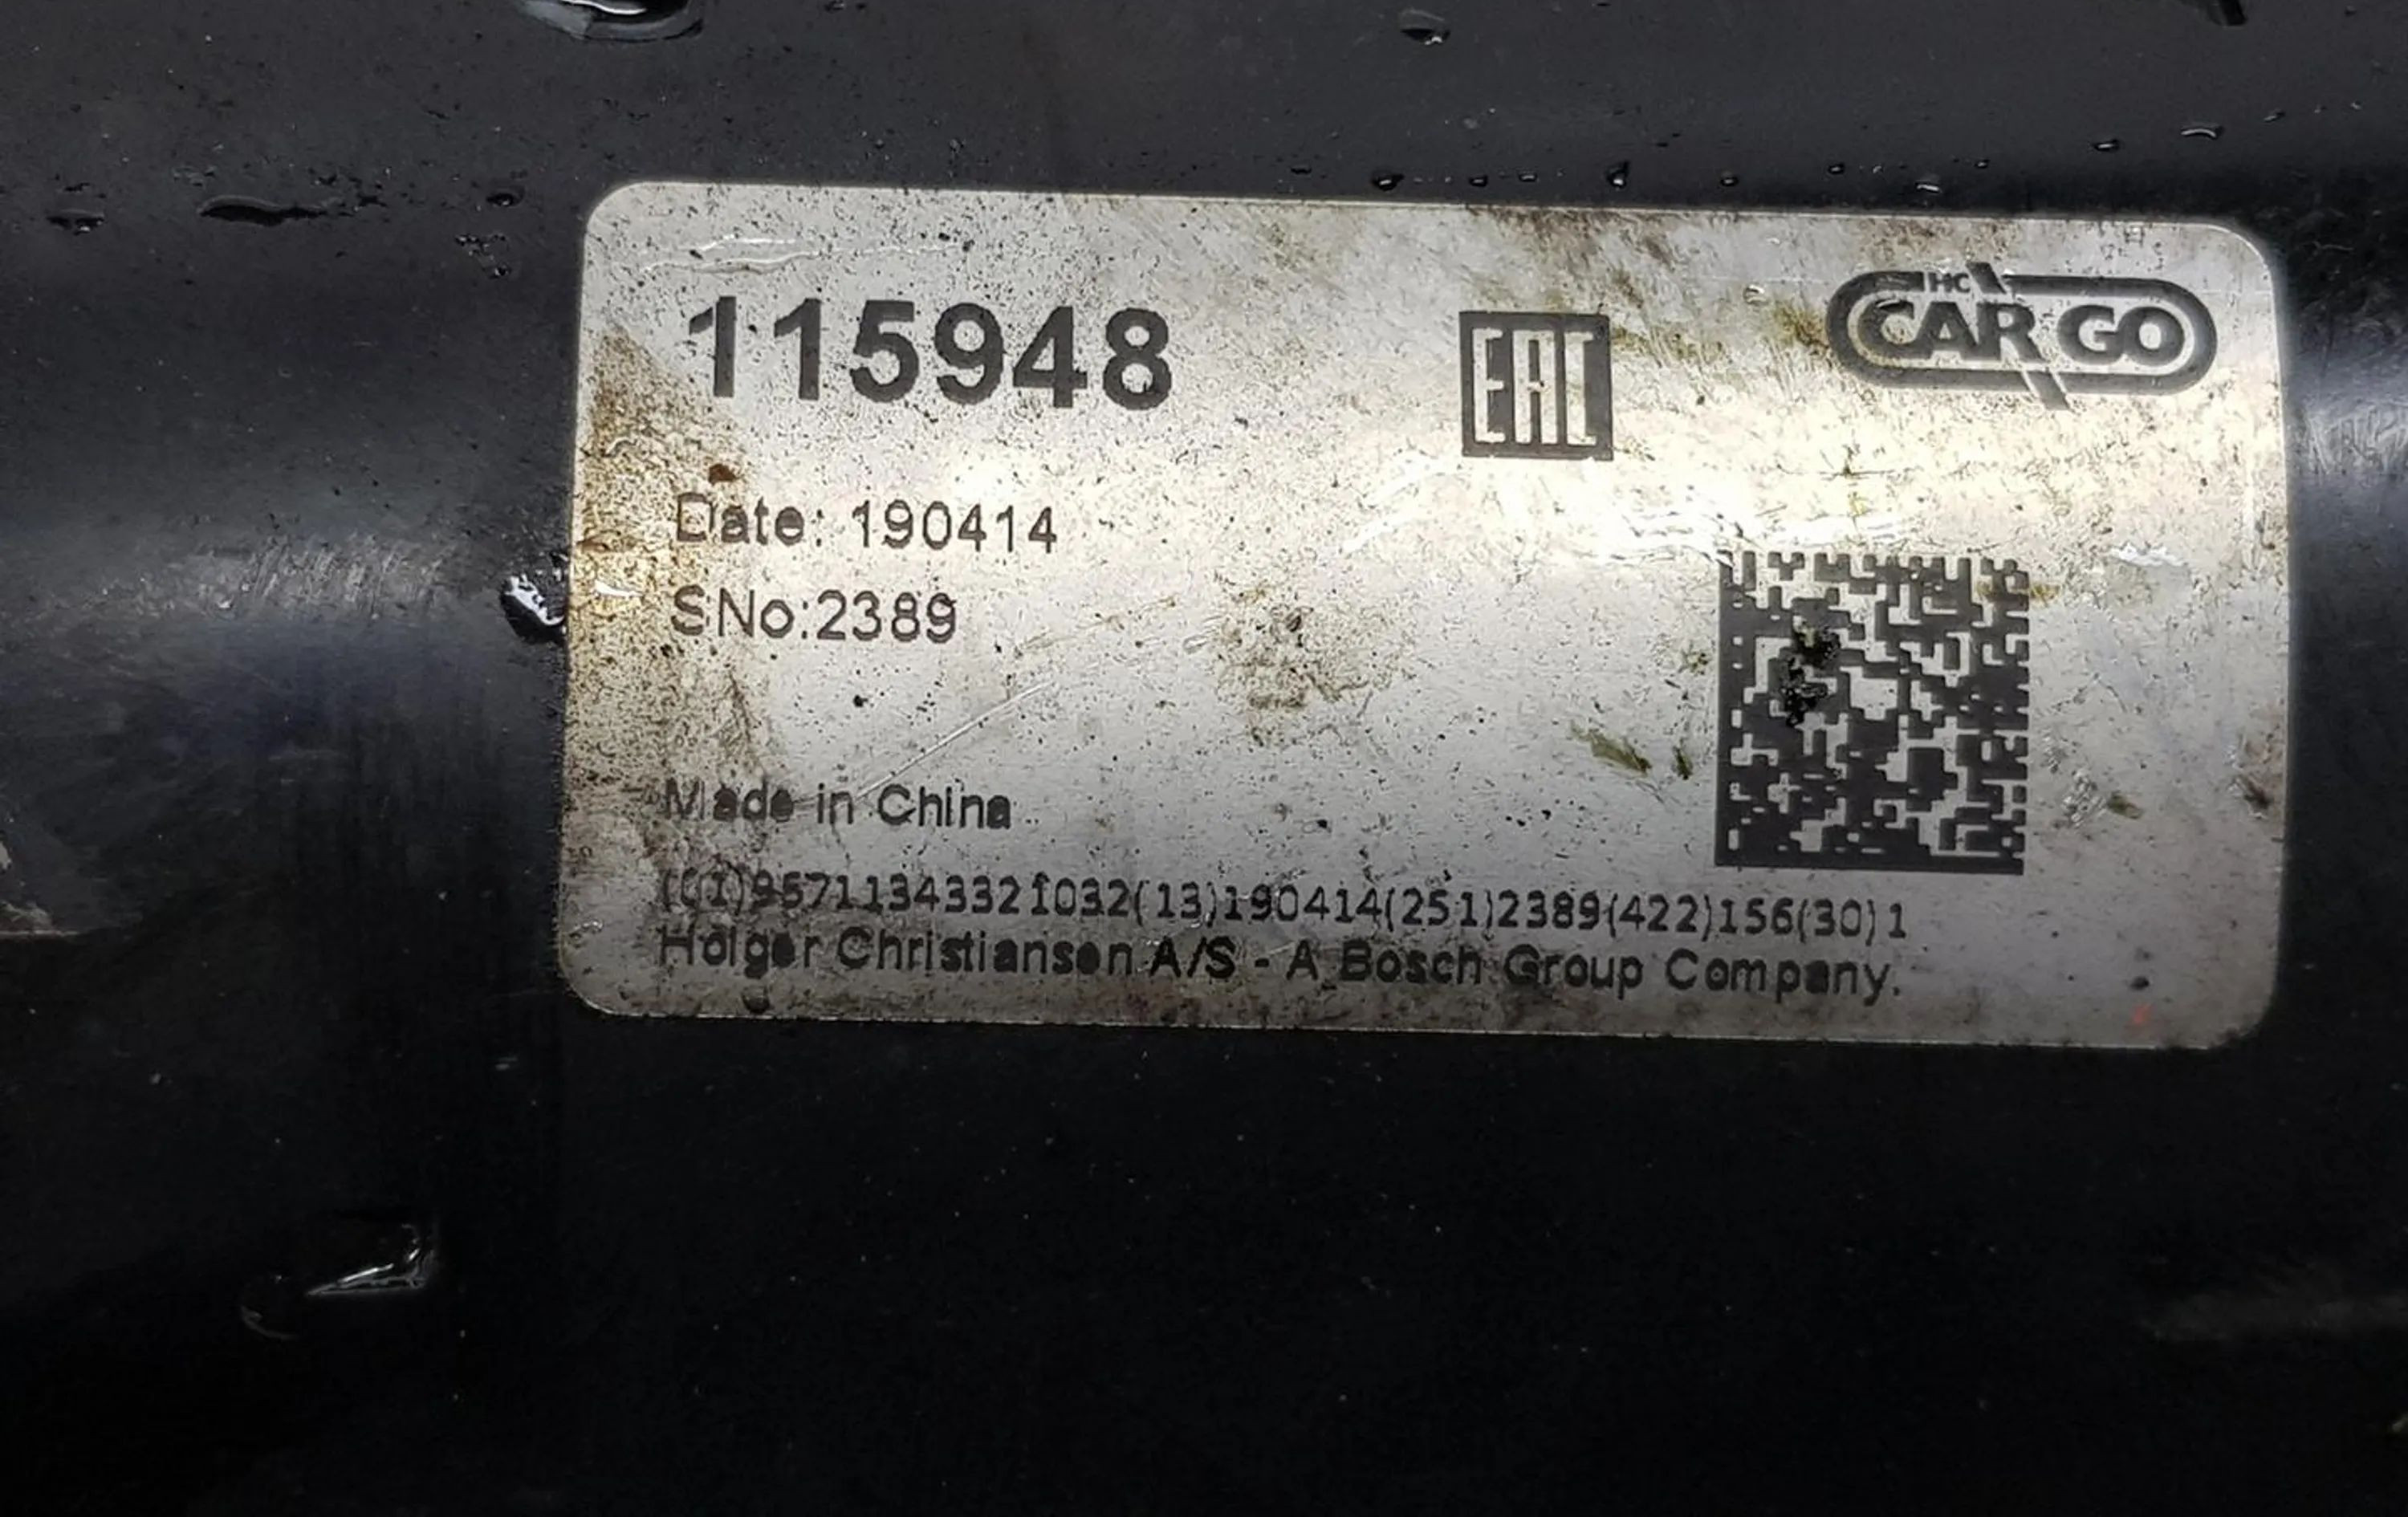 115948
EAC
HC
CARGO
Date: 190414
SNo:2389
Made in China
(01)95711343321032(13)190414(251)2389(422)156(30)1
Holger Christiansen A/S - A Bosch Group Company.